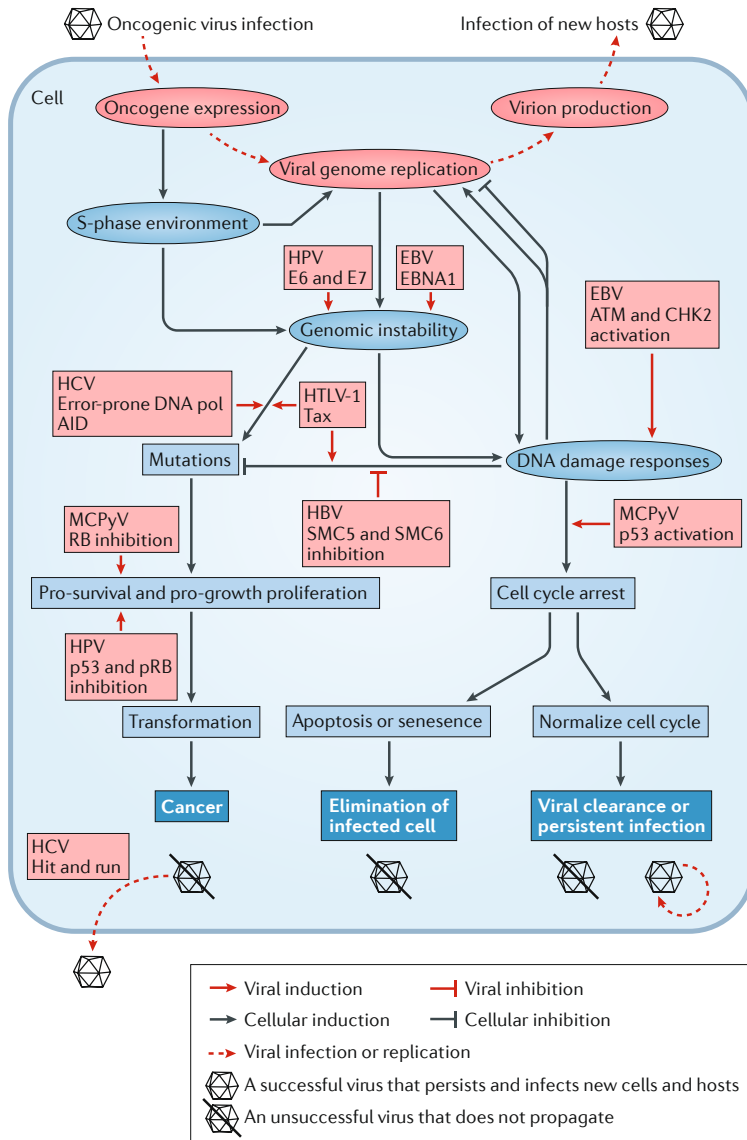 Oncogenic virus infection
Infection of new hosts
Cell
Oncogene expression
Virion production
Viral genome replication
S-phase environment
HPV
E6 and E7
EBV
EBNA1
EBV
ATM and CHK2
activation
Genomic instability
HCV
Error-prone DNA pol
AID
HTLV-1
Tax
Mutations
DNA damage responses
MCPyV
RB inhibition
HBV
SMC5 and SMC6
inhibition
MCPyV
p53 activation
Pro-survival and pro-growth proliferation
Cell cycle arrest
HPV
p53 and pRB
inhibition
Transformation
Apoptosis or senesence
Normalize cell cycle
Cancer
Elimination of
infected cell
Viral clearance or
persistent infection
HCV
Hit and run
Viral induction
Viral inhibition
Cellular induction
Cellular inhibition
Viral infection or replication
A successful virus that persists and infects new cells and hosts
An unsuccessful virus that does not propagate